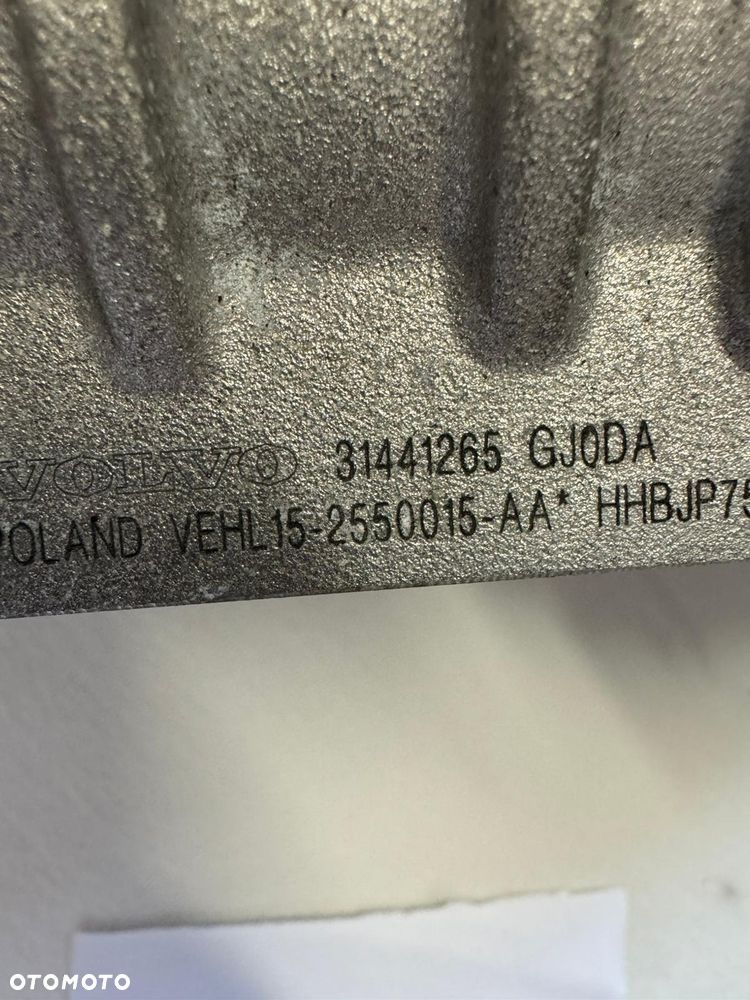 VOLVO 31441265 GJ0DA
POLAND VEHL15-2550015-AA* HHBJP75
OTOMOTO